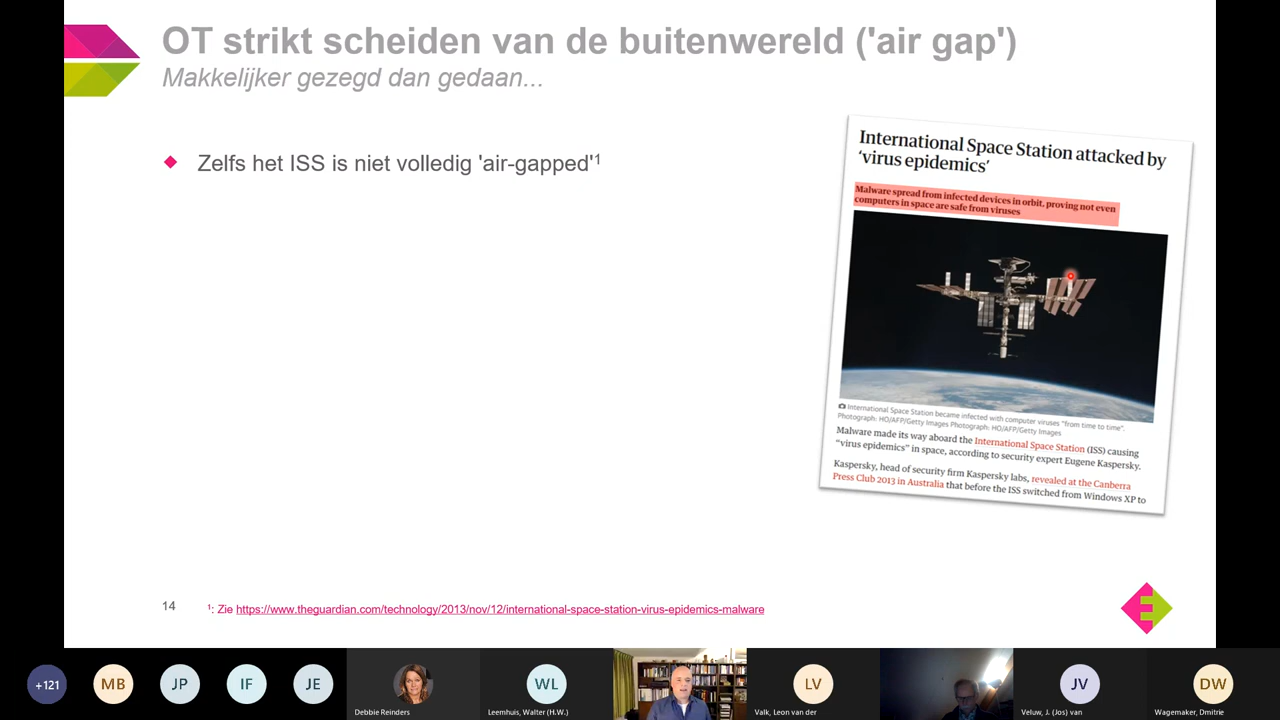 OT strikt scheiden van de buitenwereld ('air gap')
Makkelijker gezegd dan gedaan...
Zelfs het ISS is niet volledig 'air-gapped'¹
International Space Station attacked by
‘virus epidemics’
Malware spread from infected devices in orbit, proving not even
computers in space are safe from viruses
International Space Station became infected with computer viruses “from time to time”.
Photograph: HO/AFP/Getty Images Photograph: HO/AFP/Getty Images
Malware made its way aboard the International Space Station (ISS) causing
“virus epidemics” in space, according to security expert Eugene Kaspersky.
Kaspersky, head of security firm Kaspersky labs, revealed at the Canberra
Press Club 2013 in Australia that before the ISS switched from Windows XP to
14
¹: Zie https://www.theguardian.com/technology/2013/nov/12/international-space-station-virus-epidemics-malware
E
+121
MB
JP
IF
JE
Debbie Reinders
WL
Leemhuis, Walter (H.W.)
LV
Valk, Leon van der
JV
Veluw, J. (Jos) van
DW
Wagemaker, Dmitrie